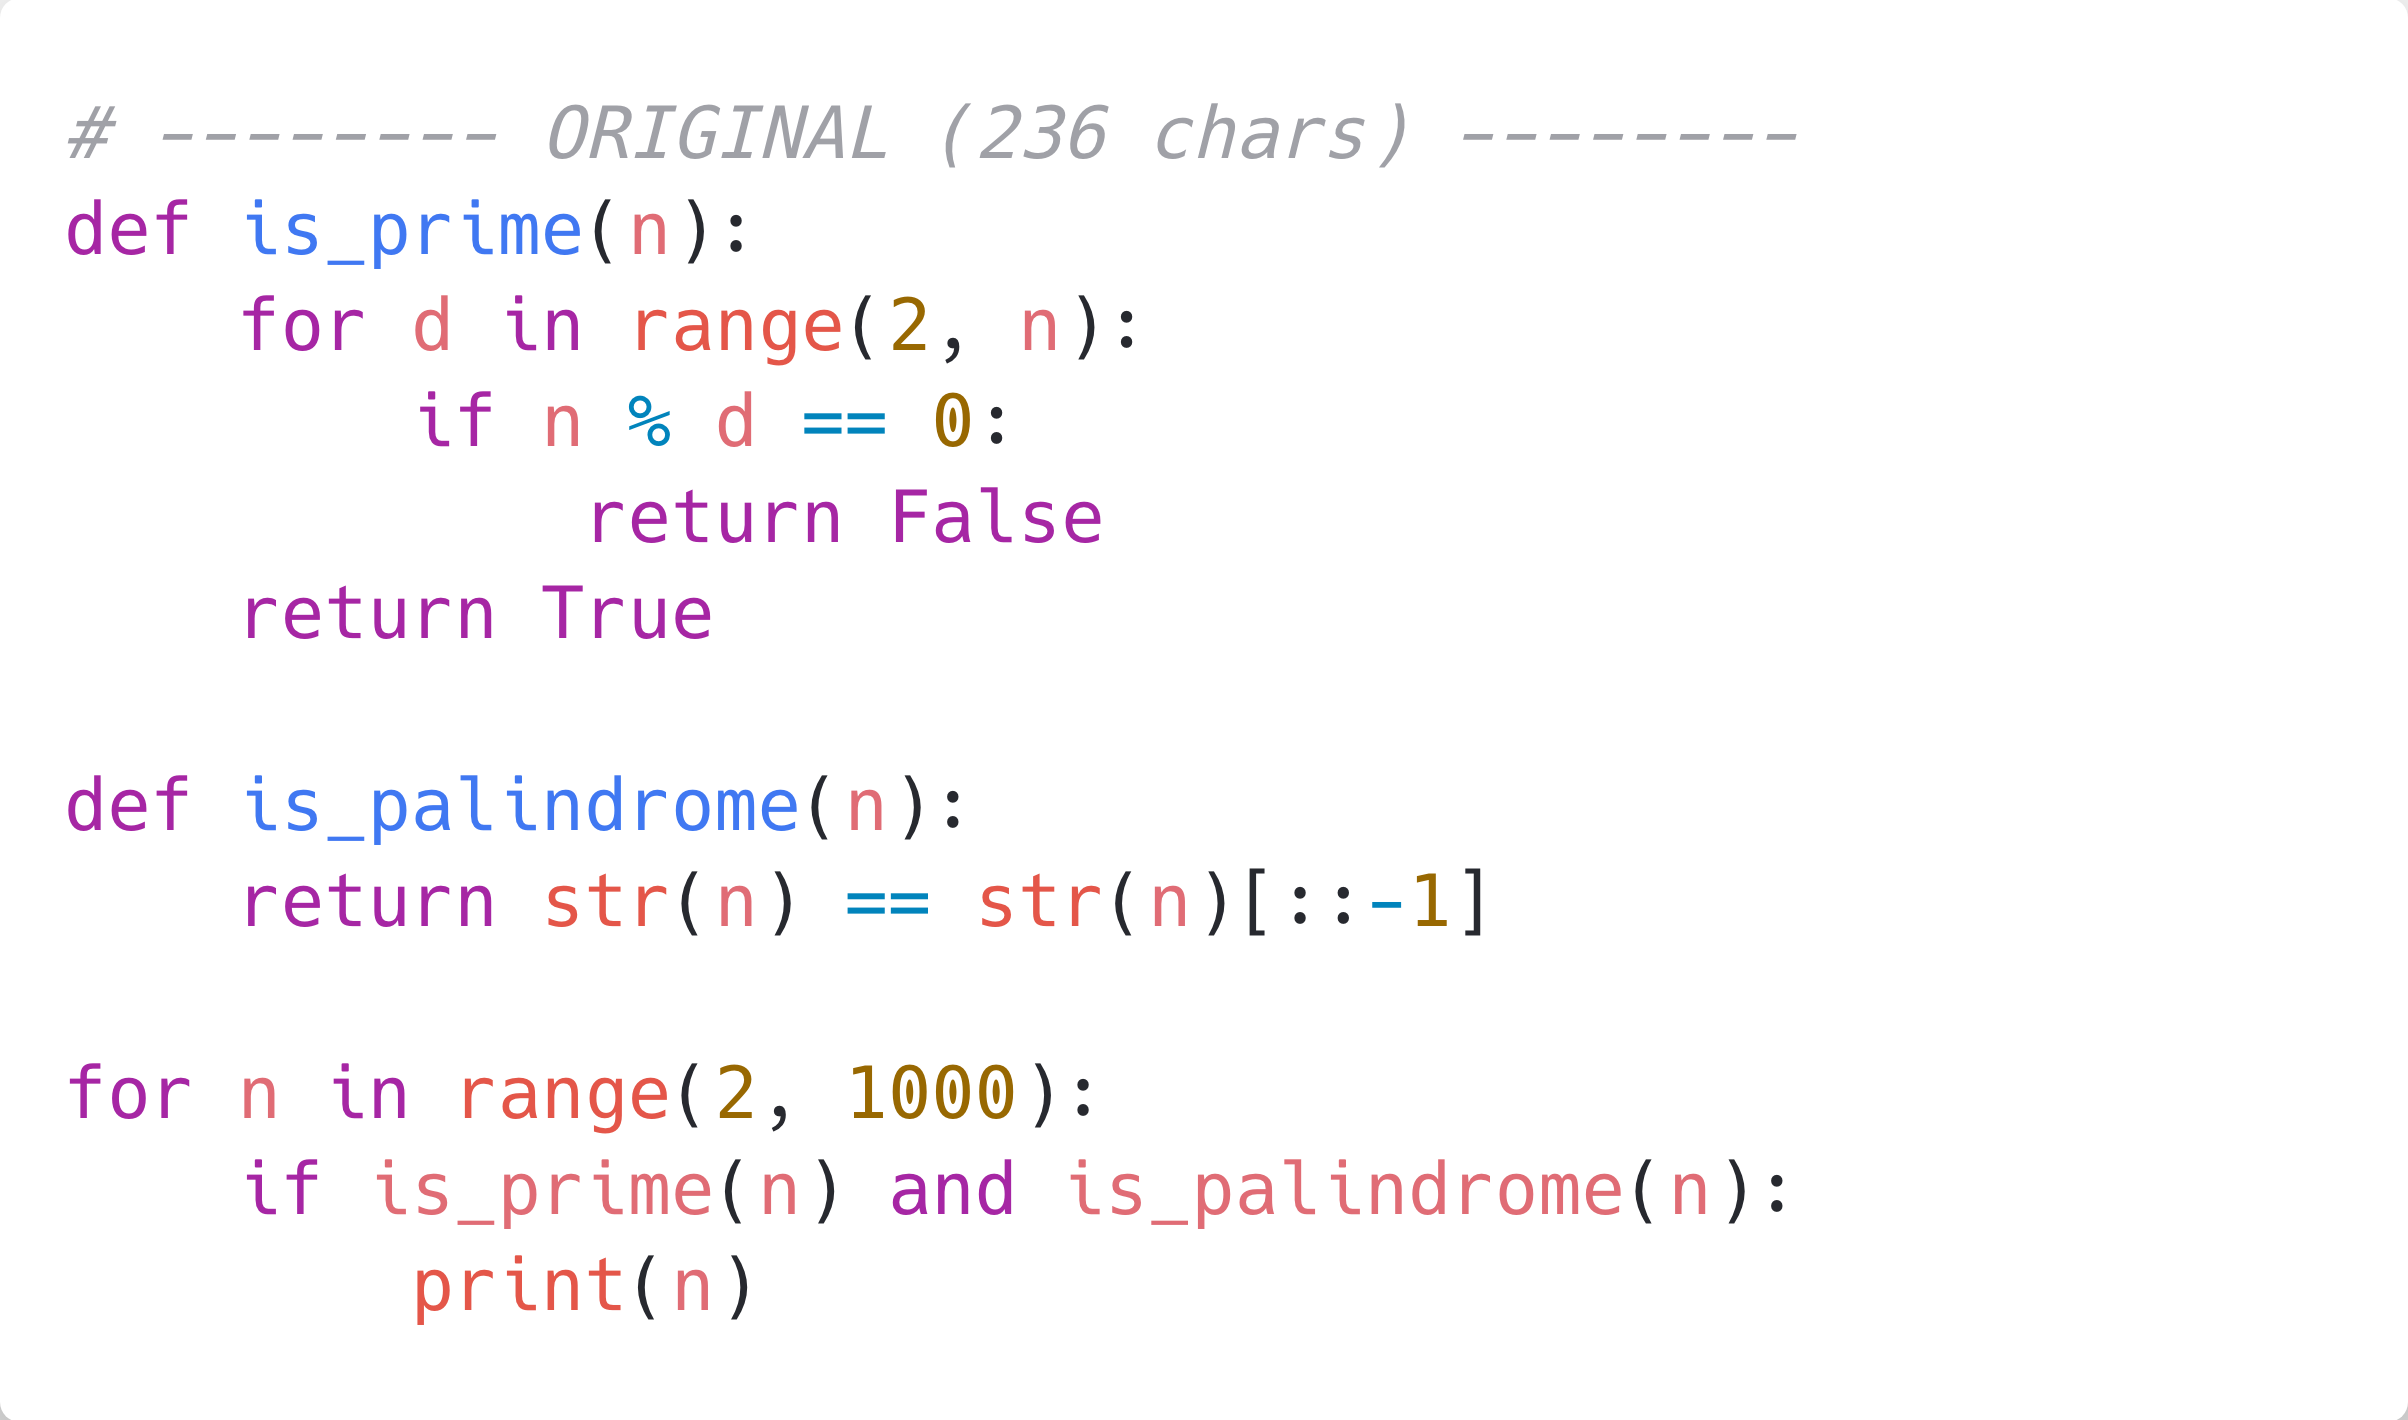 # -------- ORIGINAL (236 chars) --------
def is_prime(n):
    for d in range(2, n):
        if n % d == 0:
            return False
    return True

def is_palindrome(n):
    return str(n) == str(n)[::-1]

for n in range(2, 1000):
    if is_prime(n) and is_palindrome(n):
        print(n)